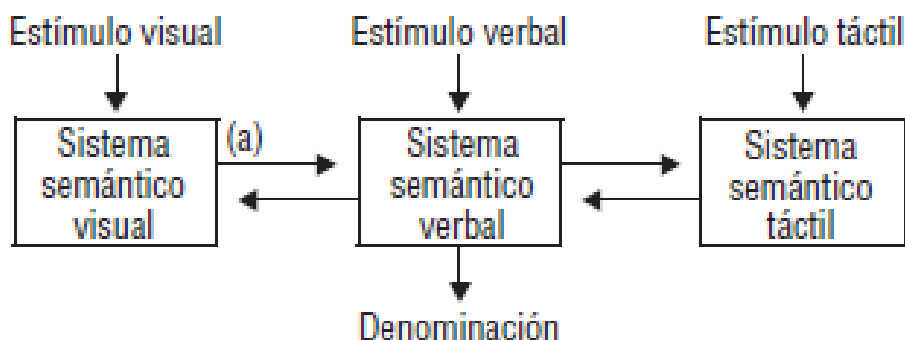 Estímulo visual Estímulo verbal Estímulo táctil
Sistema semántico visual
(a)
Sistema semántico verbal
Sistema semántico táctil
Denominación